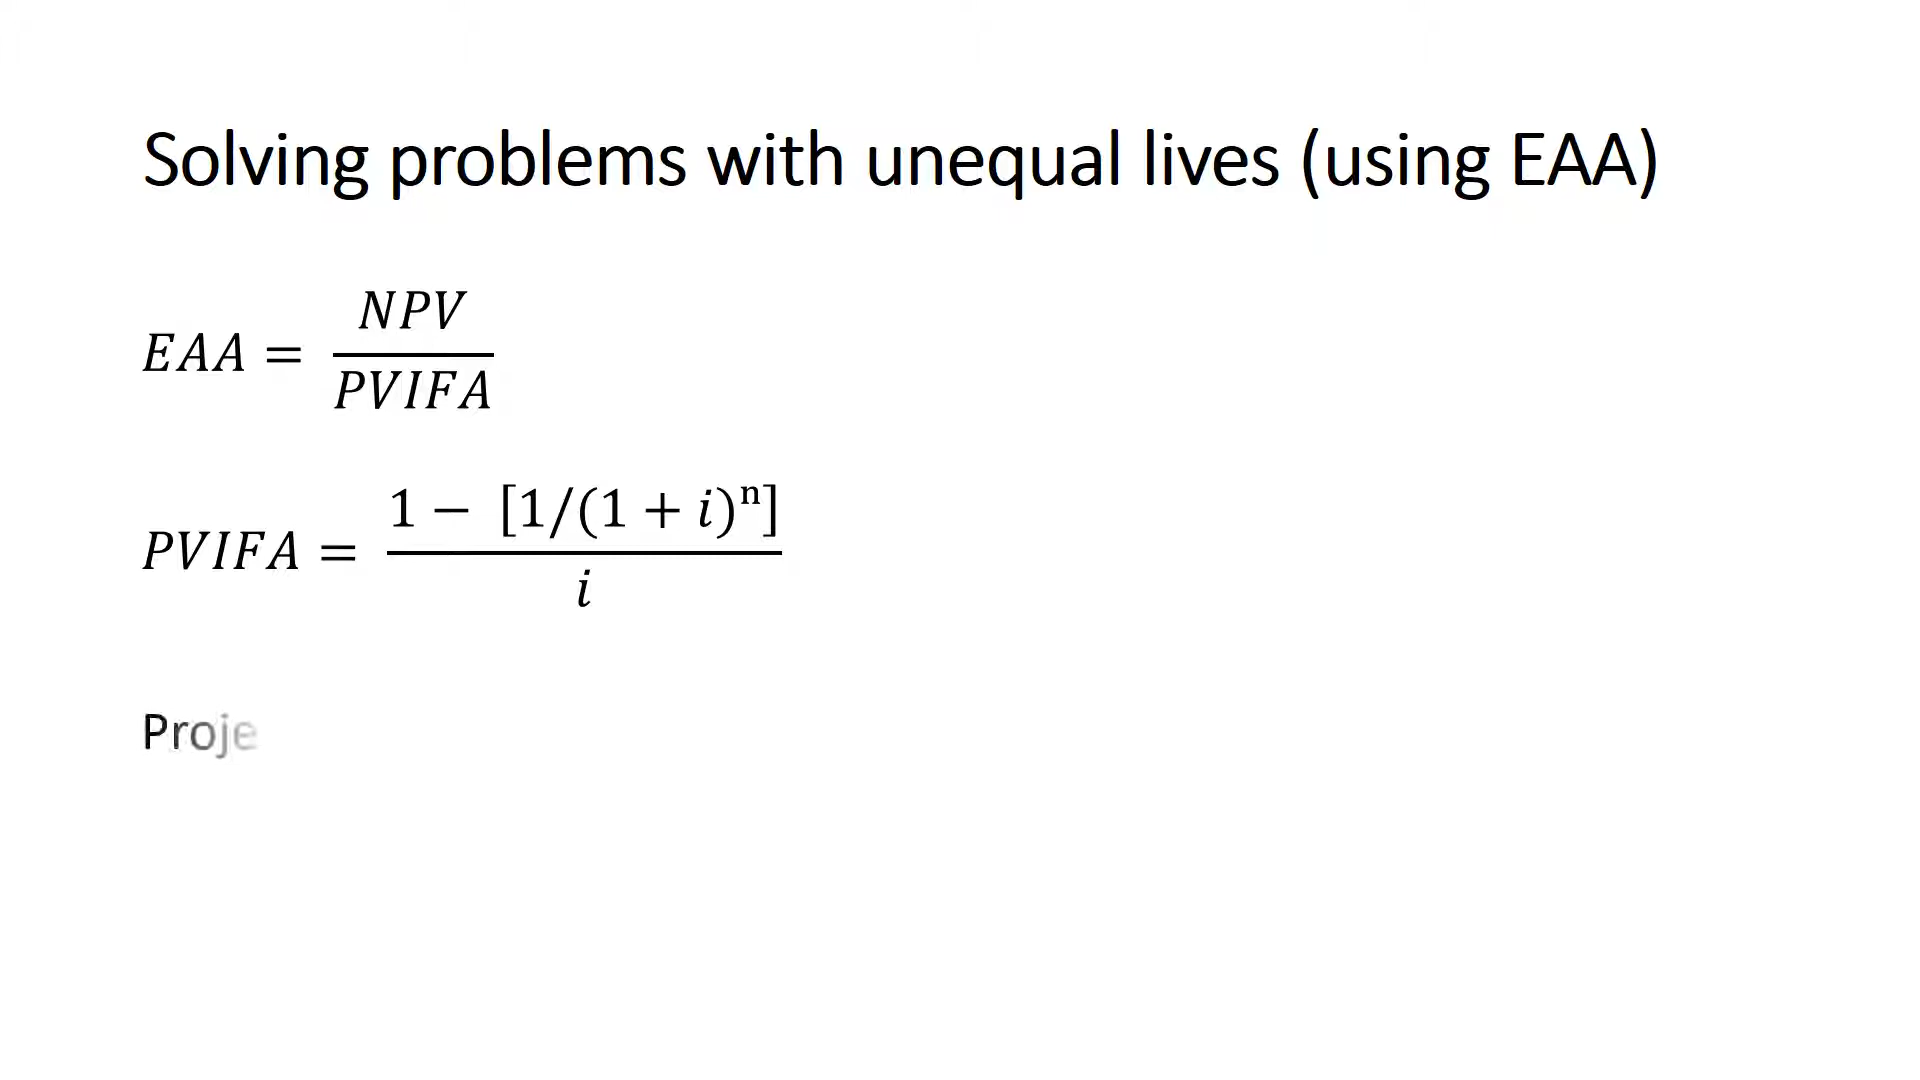 Solving problems with unequal lives (using EAA)
EAA = NPV / PVIFA
PVIFA = 1 − [1/(1 + i)ⁿ] / i
Proje